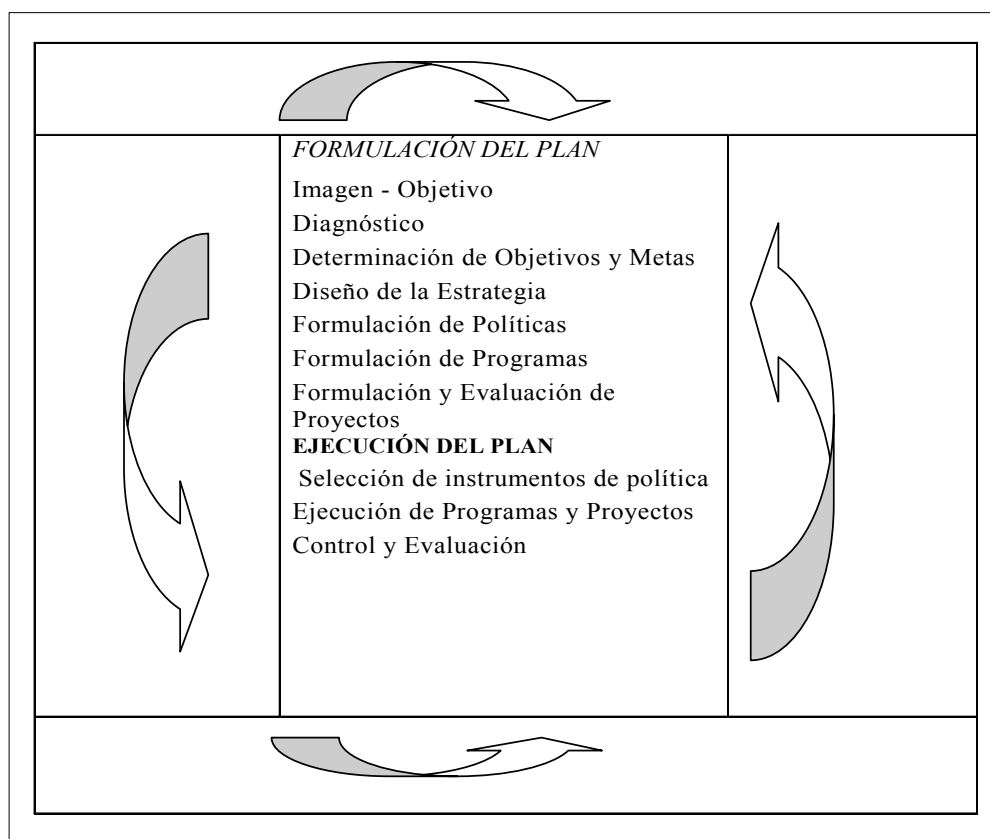 FORMULACIÓN DEL PLAN
Imagen - Objetivo
Diagnóstico
Determinación de Objetivos y Metas
Diseño de la Estrategia
Formulación de Políticas
Formulación de Programas
Formulación y Evaluación de
Proyectos
EJECUCIÓN DEL PLAN
Selección de instrumentos de política
Ejecución de Programas y Proyectos
Control y Evaluación